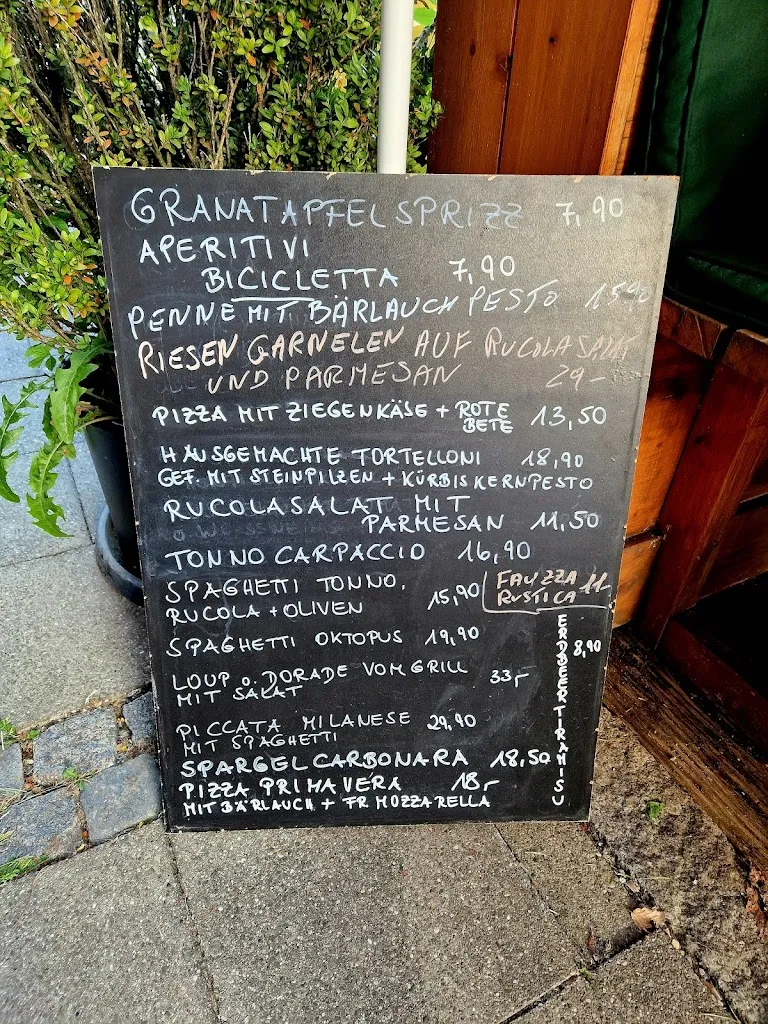 GRANATAPFEL SPRIZZ 7,90
APERITIVI
BICICLETTA 7,90
PENNE MIT BÄRLAUCH PESTO
RIESEN GARNELEN AUF RUCOLASALAT
UND PARMESAN 29-
PIZZA MIT ZIEGENKÄSE + ROTE BETE 13,50
HAUSGEMACHTE TORTELLONI 18,90
GEF. MIT STEINPILZEN + KÜRBISKERNPESTO
RUCOLASALAT MIT
PARMESAN 11,50
TONNO CARPACCIO 16,90
SPAGHETTI TONNO,
RUCOLA + OLIVEN 15,90
FAUZZA 11-
RUSTICA
SPAGHETTI OKTOPUS 19,90
LOUP o. DORADE VOM GRILL
MIT SALAT 33,-
PICCATA MILANESE 29,90
MIT SPAGHETTI
SPARGEL CARBONARA 18,50
PIZZA PRIMAVERA 18.-
MIT BÄRLAUCH + FR MOZZARELLA
ERDBEERTIRAMISU 8,90